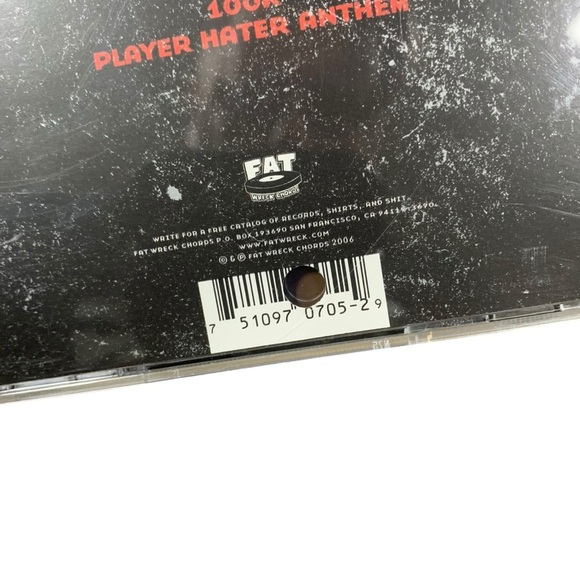 PLAYER HATER ANTHEM
FAT
WRECK CHORDS
WRITE FOR A FREE CATALOG OF RECORDS, SHIRTS, AND SHIT.
FAT WRECK CHORDS P.O. BOX 193690 SAN FRANCISCO, CA 94119-3690
WWW.FATWRECK.COM
© & ℗ FAT WRECK CHORDS 2006
7 51097 0705-2 9